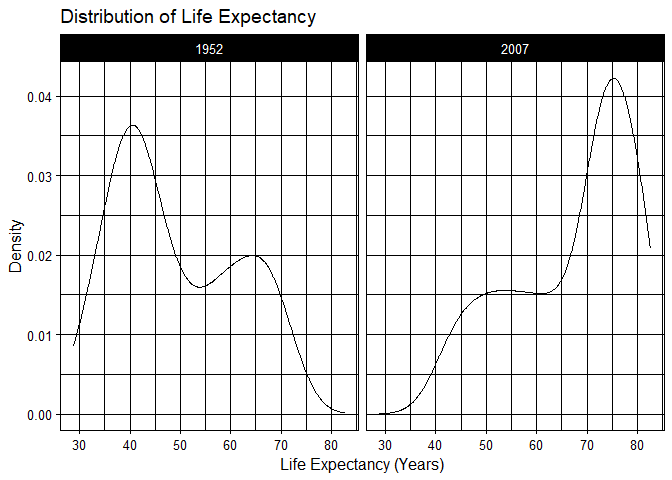 Distribution of Life Expectancy
1952 2007
Density
0.04
0.03
0.02
0.01
0.00
30 40 50 60 70 80 30 40 50 60 70 80
Life Expectancy (Years)